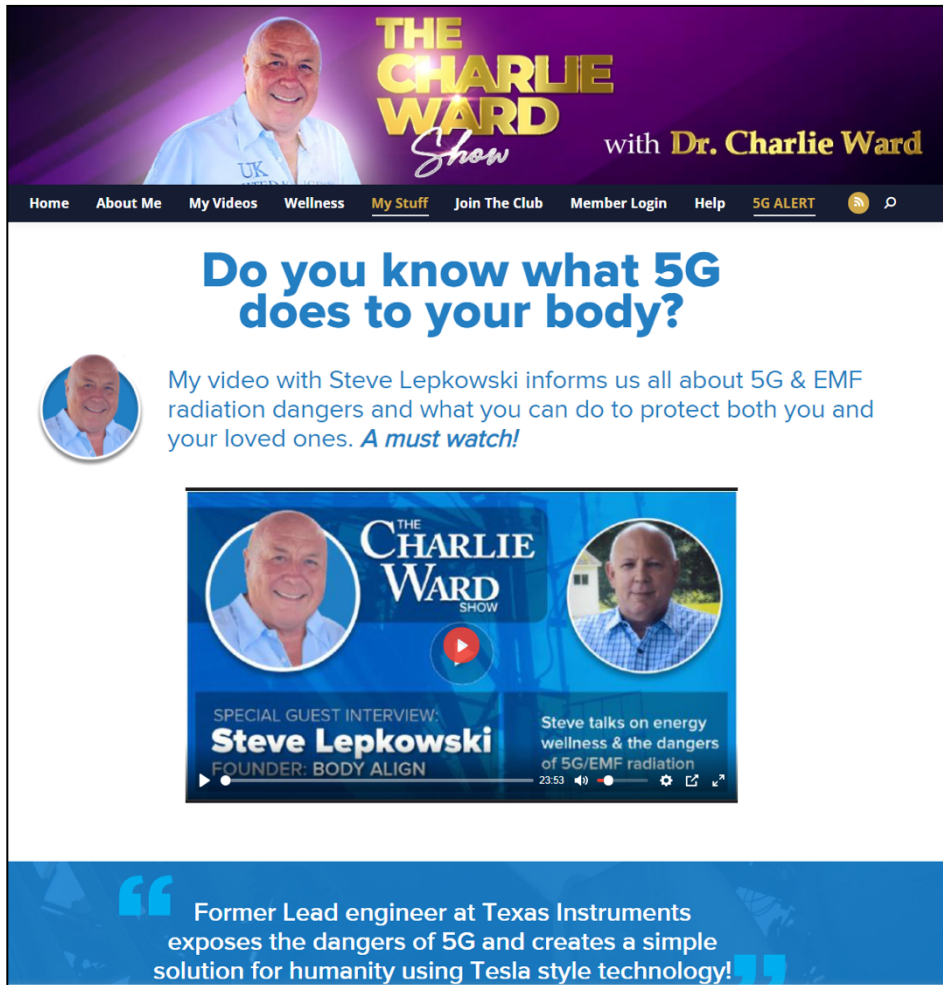 THE
CHARLIE
WARD
Show
with Dr. Charlie Ward
UK
Home About Me My Videos Wellness My Stuff Join The Club Member Login Help 5G ALERT
Do you know what 5G
does to your body?
My video with Steve Lepkowski informs us all about 5G & EMF
radiation dangers and what you can do to protect both you and
your loved ones. A must watch!
THE
CHARLIE
WARD
SHOW
SPECIAL GUEST INTERVIEW:
Steve Lepkowski
FOUNDER: BODY ALIGN
Steve talks on energy
wellness & the dangers
of 5G/EMF radiation
23:53
“
Former Lead engineer at Texas Instruments
exposes the dangers of 5G and creates a simple
solution for humanity using Tesla style technology!
”